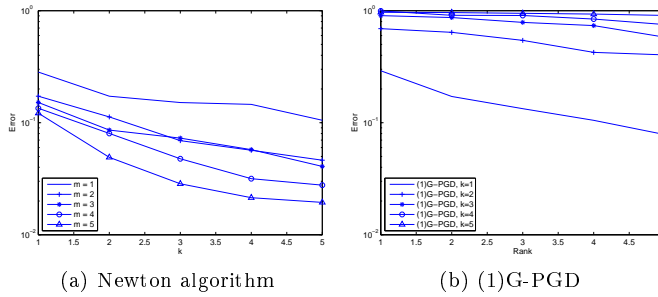 10^0
10^-1
10^-2
Error
1
1.5
2
2.5
3
3.5
4
4.5
5
k
m = 1
m = 2
m = 3
m = 4
m = 5
(a) Newton algorithm
10^0
10^-1
10^-2
Error
1
1.5
2
2.5
3
3.5
4
4.5
Rank
(1)G-PGD, k=1
(1)G-PGD, k=2
(1)G-PGD, k=3
(1)G-PGD, k=4
(1)G-PGD, k=5
(b) (1)G-PGD